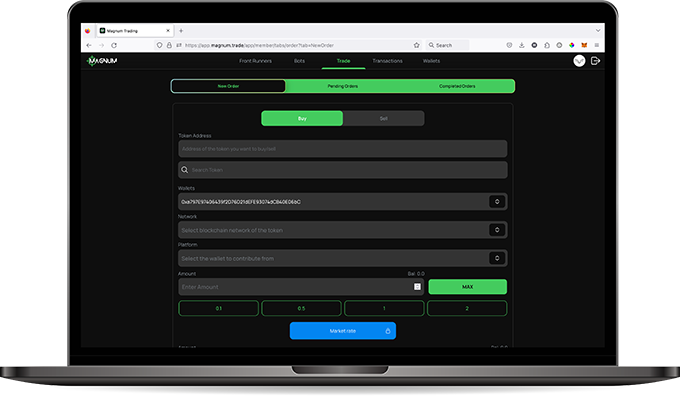 Magnum Trading
https://app.magnum.trade/app/member/tabs/order?tab=NewOrder
Search
MAGNUM
Front Runners
Bots
Trade
Transactions
Wallets
New Order
Pending Orders
Completed Orders
Buy
Sell
Token Address
Address of the token you want to buy/sell
Search Token
Wallets
Network
Select blockchain network of the token
Platform
Select the wallet to contribute from
Amount
Bal: 0.0
Enter Amount
MAX
0.1
0.5
1
2
Market rate